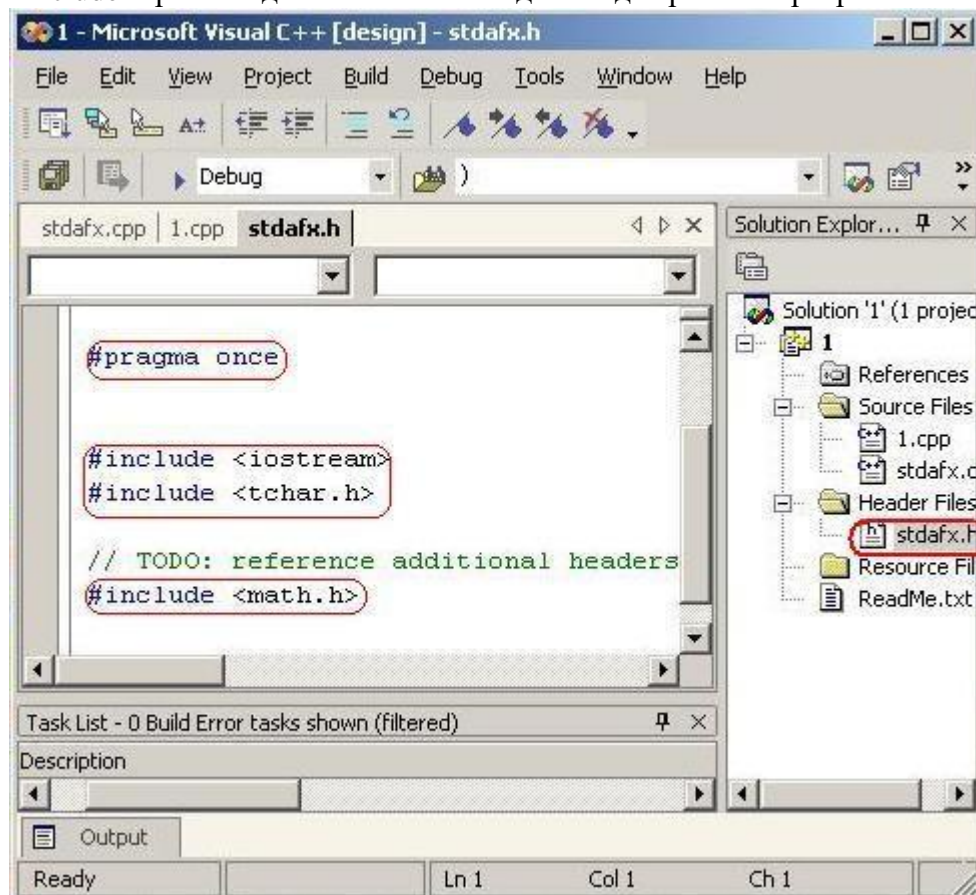 1 - Microsoft Visual C++ [design] - stdafx.h
File Edit View Project Build Debug Tools Window Help
Debug
)
stdafx.cpp 1.cpp stdafx.h
#pragma once
#include <iostream>
#include <tchar.h>
// TODO: reference additional headers
#include <math.h>
Solution Explor...
Solution '1' (1 projec
1
References
Source Files
1.cpp
stdafx.c
Header Files
stdafx.h
Resource Fil
ReadMe.txt
Task List - 0 Build Error tasks shown (filtered)
Description
Output
Ready Ln 1 Col 1 Ch 1